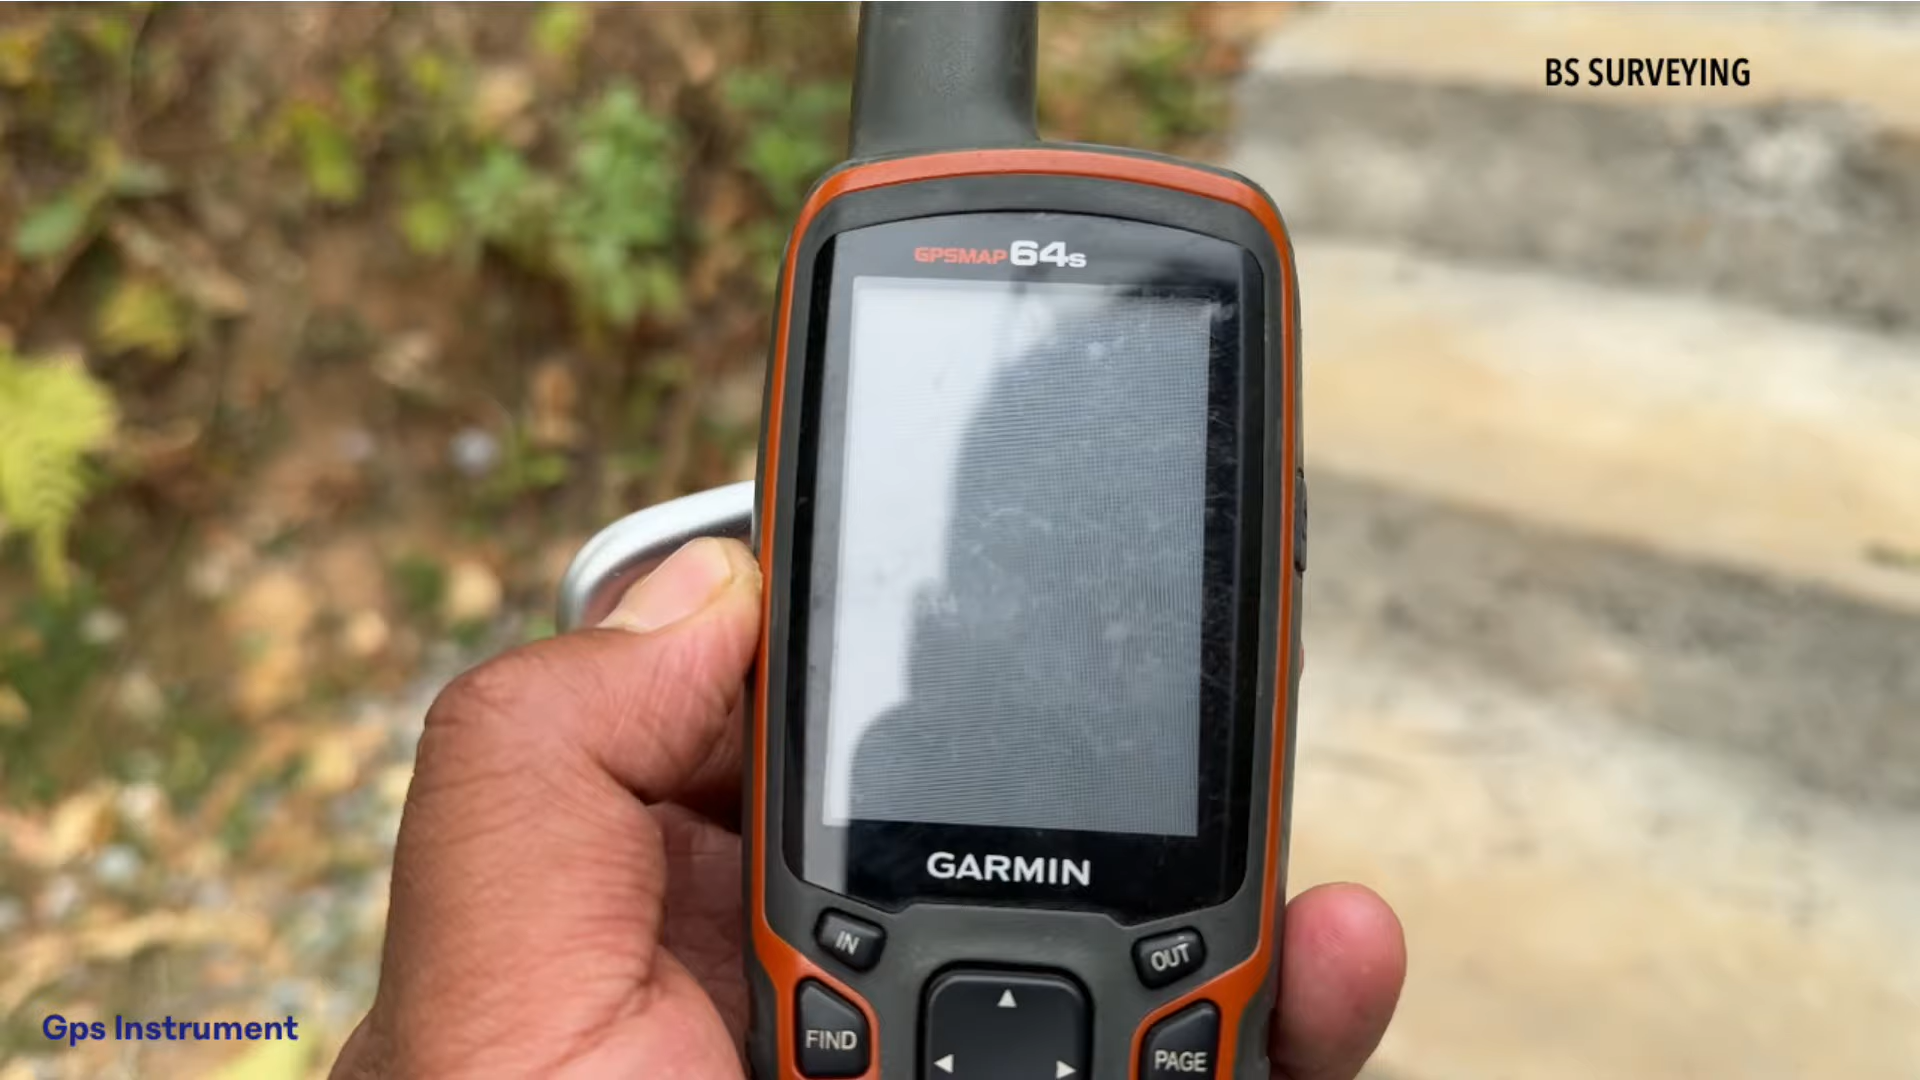 BS SURVEYING
GPSMAP 64s
GARMIN
IN
OUT
FIND
PAGE
Gps Instrument